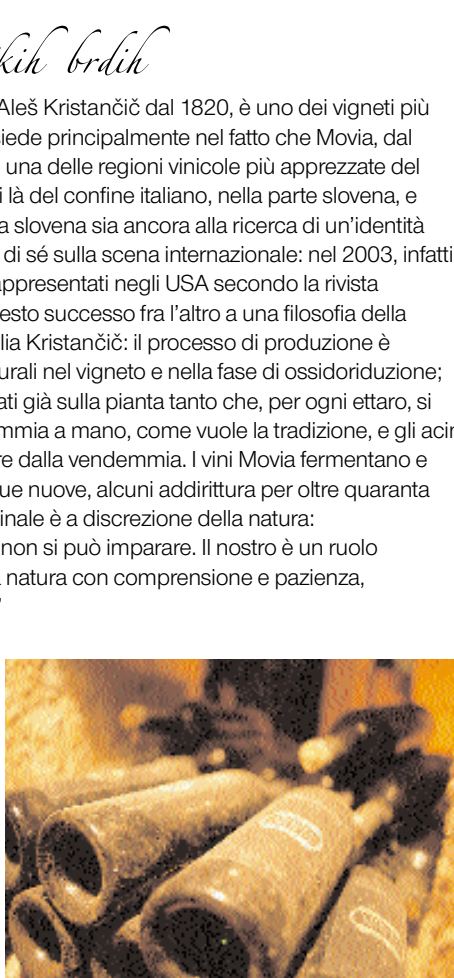 kih brdih
Aleš Kristančič dal 1820, è uno dei vigneti più
siede principalmente nel fatto che Movia, dal
una delle regioni vinicole più apprezzate del
i là del confine italiano, nella parte slovena, e
a slovena sia ancora alla ricerca di un’identità
di sé sulla scena internazionale: nel 2003, infatti
appresentati negli USA secondo la rivista
esto successo fra l’altro a una filosofia della
lia Kristančič: il processo di produzione è
urali nel vigneto e nella fase di ossidoriduzione;
ati già sulla pianta tanto che, per ogni ettaro, si
mmia a mano, come vuole la tradizione, e gli acin
re dalla vendemmia. I vini Movia fermentano e
ue nuove, alcuni addirittura per oltre quaranta
inale è a discrezione della natura:
non si può imparare. Il nostro è un ruolo
a natura con comprensione e pazienza,